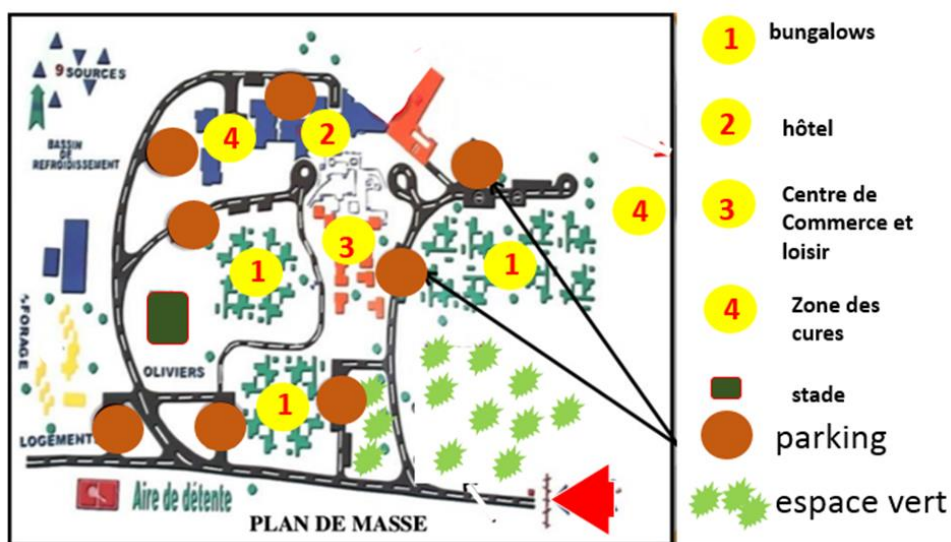 9 SOURCES
BASSIN
DE
REFROIDISSEMENT
4
2
3
4
1
1
FORAGE
OLIVIERS
1
LOGEMENT
Aire de détente
PLAN DE MASSE
1 bungalows
2 hôtel
3 Centre de
Commerce et
loisir
4 Zone des
cures
stade
parking
espace vert